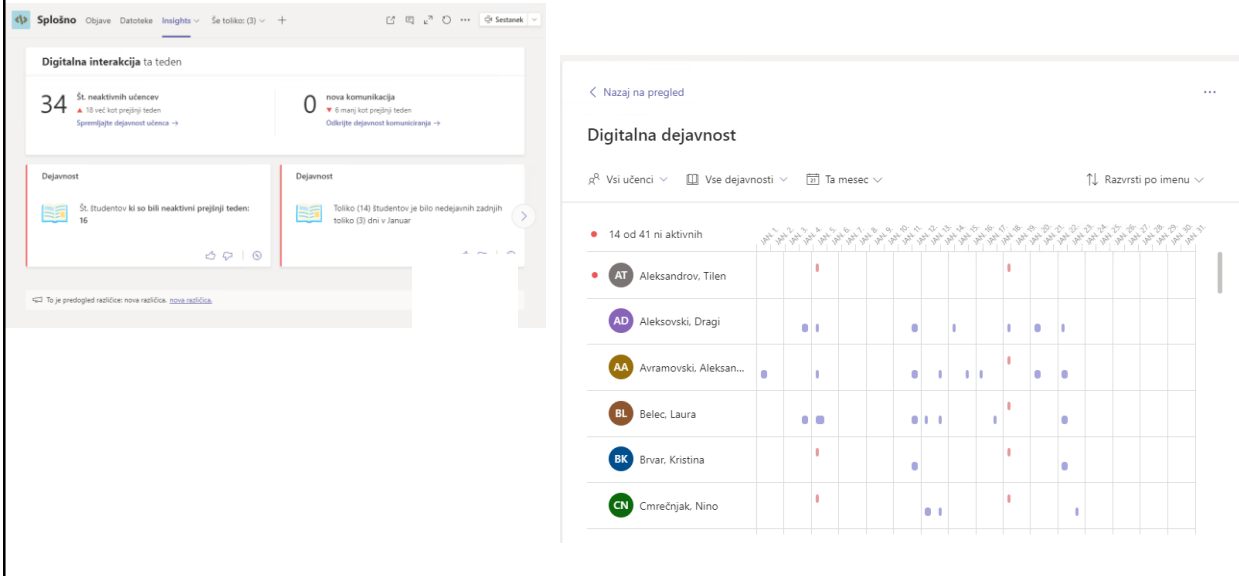 Splošno Objave Datoteke Insights Še toliko: (3) Sestanek
Digitalna interakcija ta teden
34 Št. neaktivnih učencev
18 več kot prejšnji teden
Spremljajte dejavnost učenca →
0 nova komunikacija
6 manj kot prejšnji teden
Odkrijte dejavnost komuniciranja →
Dejavnost
Št. študentov ki so bili neaktivni prejšnji teden:
16
Dejavnost
Toliko (14) študentov je bilo nedejavnih zadnjih
toliko (3) dni v Januar
To je predogled različice: nova različica. nova različica.
Nazaj na pregled
Digitalna dejavnost
Vsi učenci Vse dejavnosti Ta mesec Razvrsti po imenu
14 od 41 ni aktivnih
JAN. 1. JAN. 2. JAN. 3. JAN. 4. JAN. 5. JAN. 6. JAN. 7. JAN. 8. JAN. 9. JAN. 10. JAN. 11. JAN. 12. JAN. 13. JAN. 14. JAN. 15. JAN. 16. JAN. 17. JAN. 18. JAN. 19. JAN. 20. JAN. 21. JAN. 22. JAN. 23. JAN. 24. JAN. 25. JAN. 26. JAN. 27. JAN. 28. JAN. 29. JAN. 30. JAN. 31.
AT Aleksandrov, Tilen
AD Aleksovski, Dragi
AA Avramovski, Aleksan...
BL Belec, Laura
BK Brvar, Kristina
CN Cmrečnjak, Nino